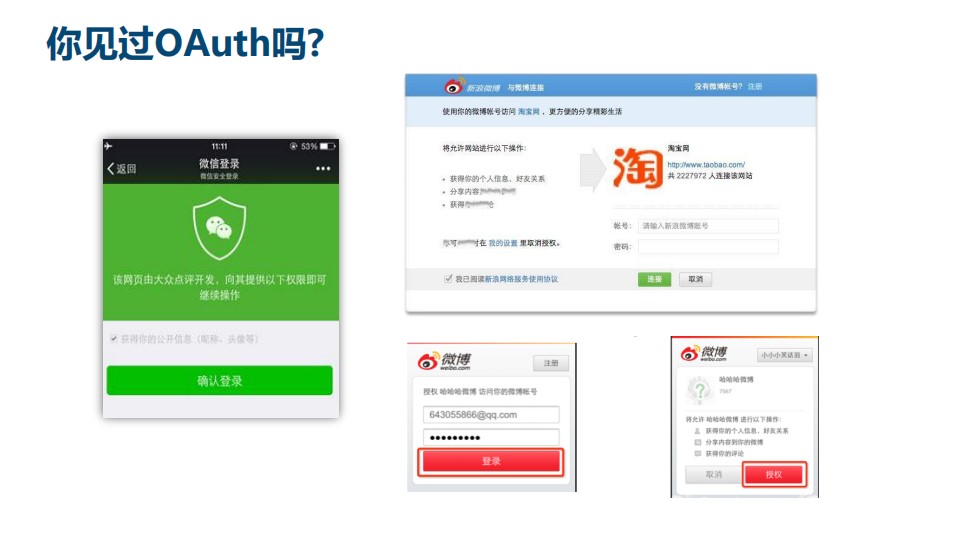 你见过OAuth吗?
11:11
53%
返回
微信登录
微信安全登录
该网页由大众点评开发，向其提供以下权限即可
继续操作
获得你的公开信息（昵称、头像等）
确认登录
新浪微博 与微博连接
没有微博帐号? 注册
使用你的微博帐号访问 淘宝网 ，更方便的分享精彩生活
将允许网站进行以下操作:
获得你的个人信息、好友关系
分享内容
获得
淘
淘宝网
http://www.taobao.com/
共 2227972 人连接该网站
帐号: 请输入新浪微博账号
密码:
在 我的设置 里取消授权。
我已阅读新浪网络服务使用协议
连接
取消
微博
weibo.com
注册
授权 哈哈哈微博 访问你的微博帐号
643055866@qq.com
登录
微博
weibo.com
小小小笑话羽
哈哈哈微博
7567
将允许 哈哈哈微博 进行以下操作:
获得你的个人信息、好友关系
分享内容到你的微博
获得你的评论
取消
授权